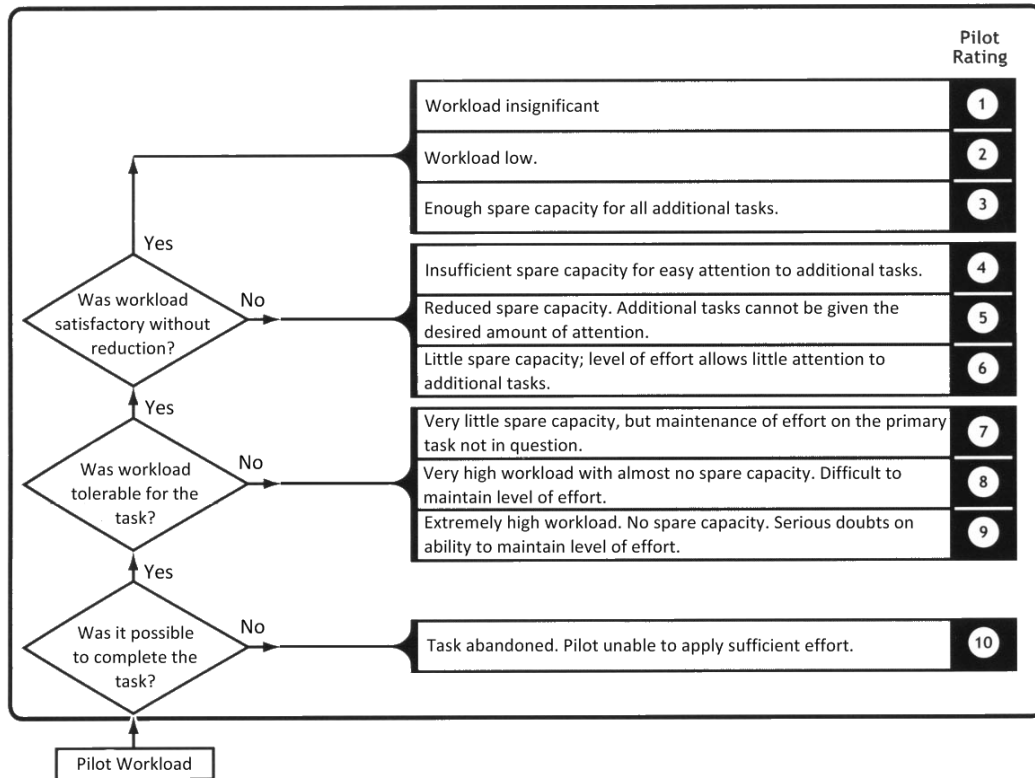 Pilot
Rating
Workload insignificant
1
Workload low.
2
Enough spare capacity for all additional tasks.
3
Yes
Was workload
satisfactory without
reduction?
No
Insufficient spare capacity for easy attention to additional tasks.
4
Reduced spare capacity. Additional tasks cannot be given the
desired amount of attention.
5
Little spare capacity; level of effort allows little attention to
additional tasks.
6
Yes
Was workload
tolerable for the
task?
No
Very little spare capacity, but maintenance of effort on the primary
task not in question.
7
Very high workload with almost no spare capacity. Difficult to
maintain level of effort.
8
Extremely high workload. No spare capacity. Serious doubts on
ability to maintain level of effort.
9
Yes
Was it possible
to complete the
task?
No
Task abandoned. Pilot unable to apply sufficient effort.
10
Pilot Workload